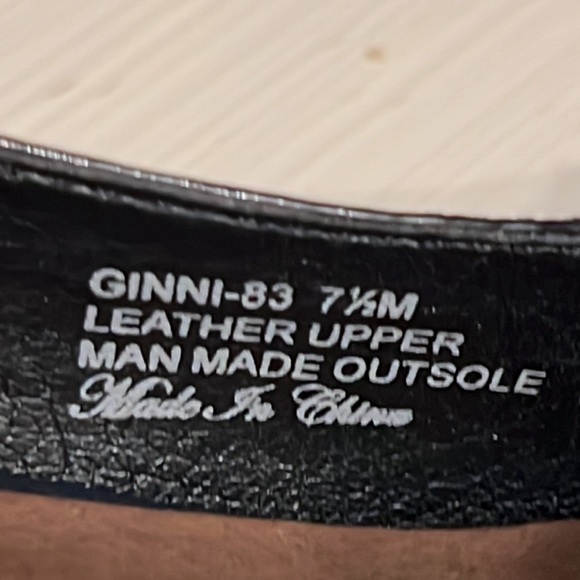 GINNI-83 7½M
LEATHER UPPER
MAN MADE OUTSOLE
Made In China